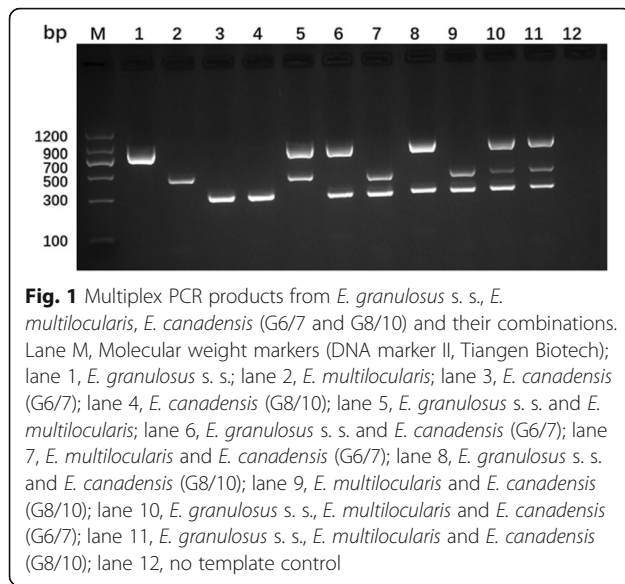 bp M 1 2 3 4 5 6 7 8 9 10 11 12
1200
900
700
500
300
100
Fig. 1 Multiplex PCR products from E. granulosus s. s., E.
multilocularis, E. canadensis (G6/7 and G8/10) and their combinations.
Lane M, Molecular weight markers (DNA marker II, Tiangen Biotech);
lane 1, E. granulosus s. s.; lane 2, E. multilocularis; lane 3, E. canadensis
(G6/7); lane 4, E. canadensis (G8/10); lane 5, E. granulosus s. s. and E.
multilocularis; lane 6, E. granulosus s. s. and E. canadensis (G6/7); lane
7, E. multilocularis and E. canadensis (G6/7); lane 8, E. granulosus s. s.
and E. canadensis (G8/10); lane 9, E. multilocularis and E. canadensis
(G8/10); lane 10, E. granulosus s. s., E. multilocularis and E. canadensis
(G6/7); lane 11, E. granulosus s. s., E. multilocularis and E. canadensis
(G8/10); lane 12, no template control